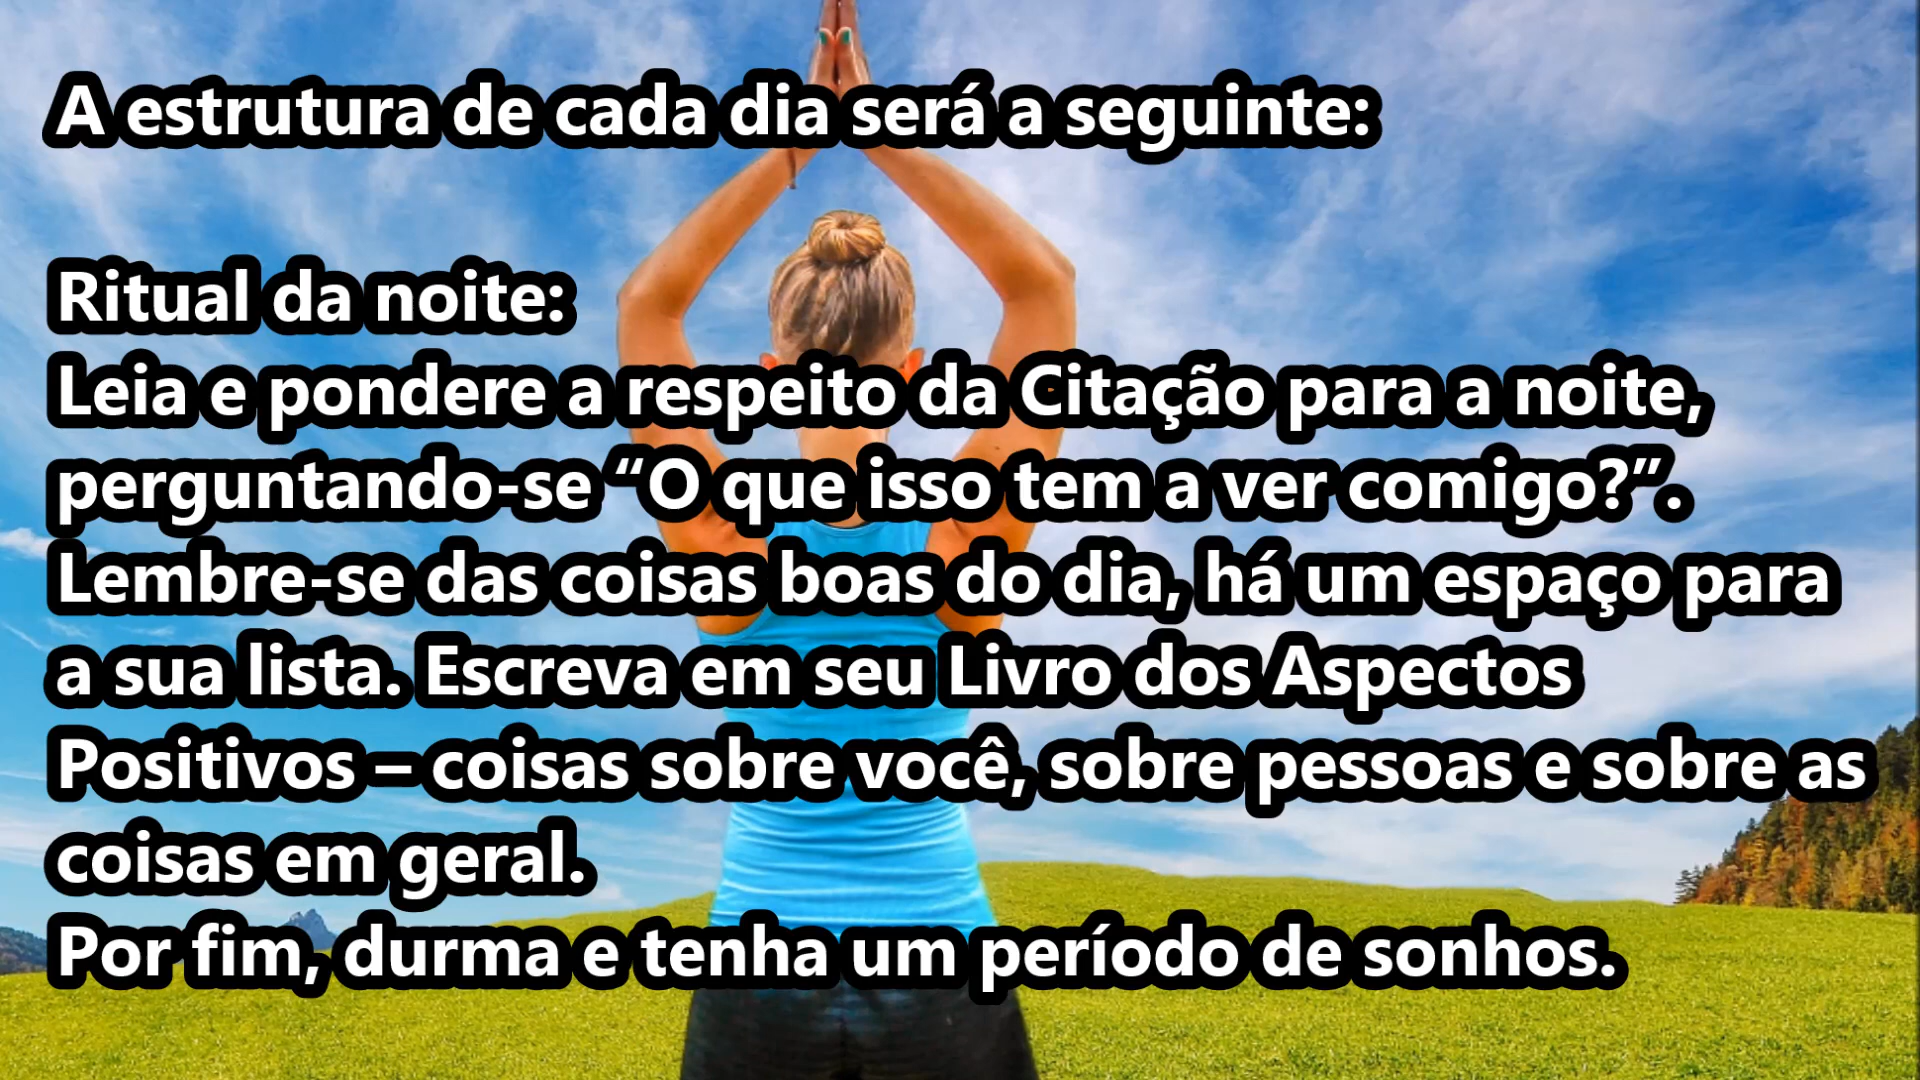 A estrutura de cada dia será a seguinte:
Ritual da noite:
Leia e pondere a respeito da Citação para a noite,
perguntando-se “O que isso tem a ver comigo?”.
Lembre-se das coisas boas do dia, há um espaço para
a sua lista. Escreva em seu Livro dos Aspectos
Positivos – coisas sobre você, sobre pessoas e sobre as
coisas em geral.
Por fim, durma e tenha um período de sonhos.